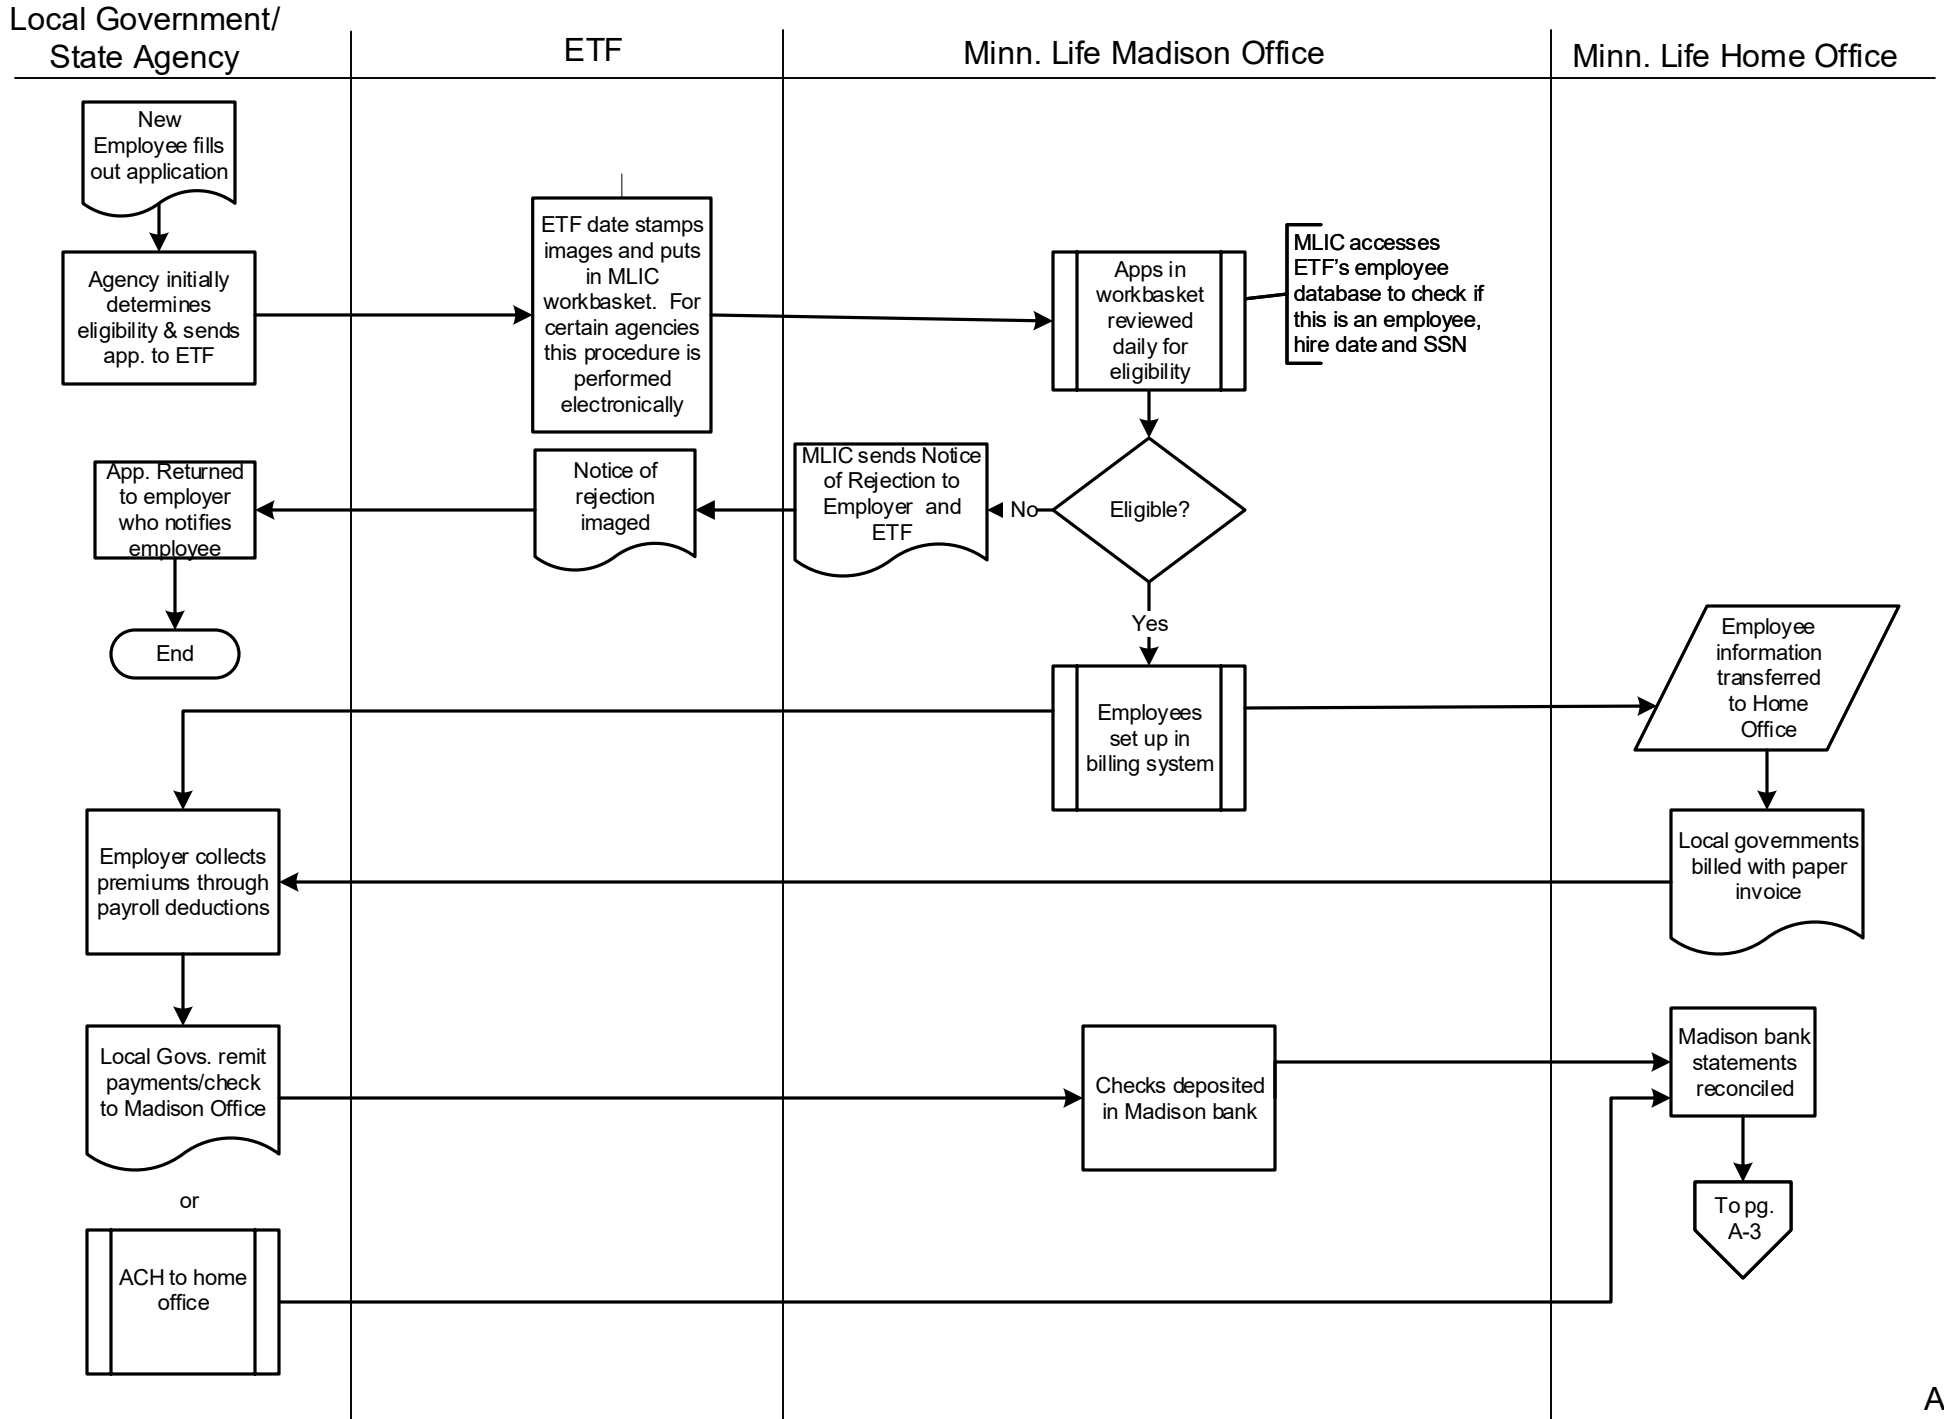 Local Government/
State Agency
ETF
Minn. Life Madison Office
Minn. Life Home Office
New
Employee fills
out application
Agency initially
determines
eligibility & sends
app. to ETF
ETF date stamps
images and puts
in MLIC
workbasket. For
certain agencies
this procedure is
performed
electronically
Apps in
workbasket
reviewed
daily for
eligibility
MLIC accesses
ETF's employee
database to check if
this is an employee,
hire date and SSN
App. Returned
to employer
who notifies
employee
Notice of
rejection
imaged
MLIC sends Notice
of Rejection to
Employer and
ETF
No
Eligible?
End
Yes
Employees
set up in
billing system
Employee
information
transferred
to Home
Office
Employer collects
premiums through
payroll deductions
Local governments
billed with paper
invoice
Local Govs. remit
payments/check
to Madison Office
Checks deposited
in Madison bank
Madison bank
statements
reconciled
or
To pg.
A-3
ACH to home
office
A